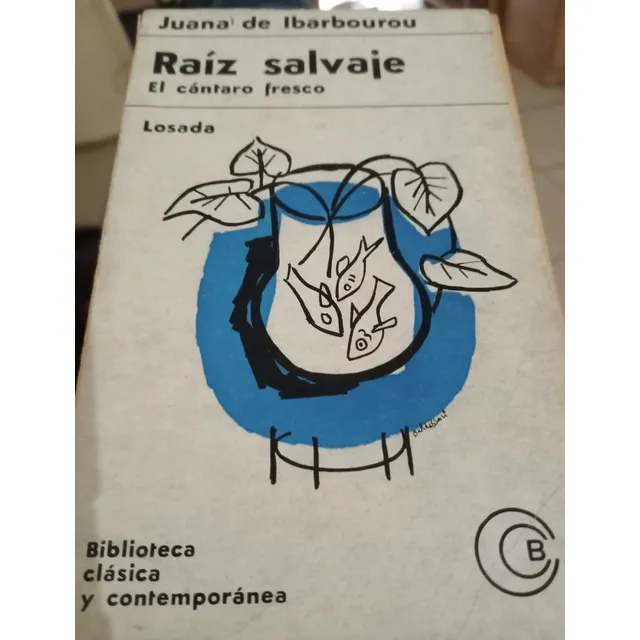 Juana de Ibarbourou
Raíz salvaje
El cántaro fresco
Losada
Biblioteca
clásica
y contemporánea
B